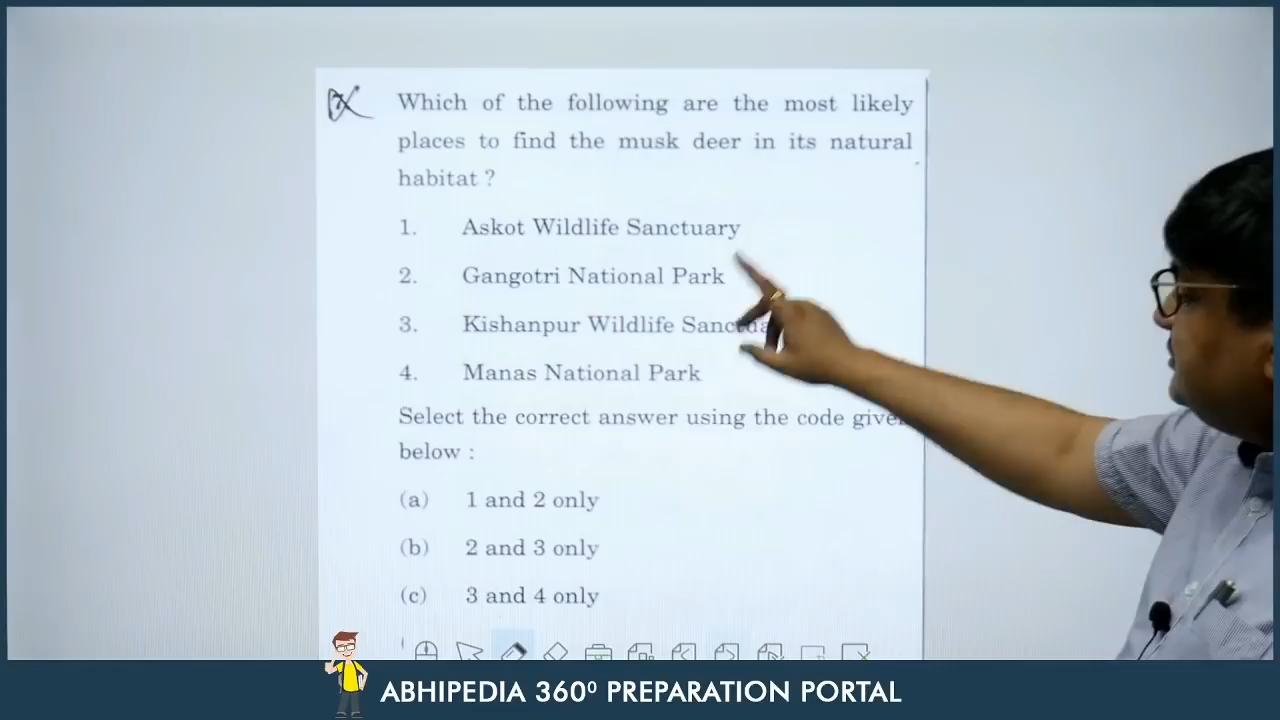 Which of the following are the most likely
places to find the musk deer in its natural
habitat ?
1. Askot Wildlife Sanctuary
2. Gangotri National Park
3. Kishanpur Wildlife
4. Manas National Park
Select the correct answer using the code
below :
(a) 1 and 2 only
(b) 2 and 3 only
(c) 3 and 4 only
ABHIPEDIA 360⁰ PREPARATION PORTAL